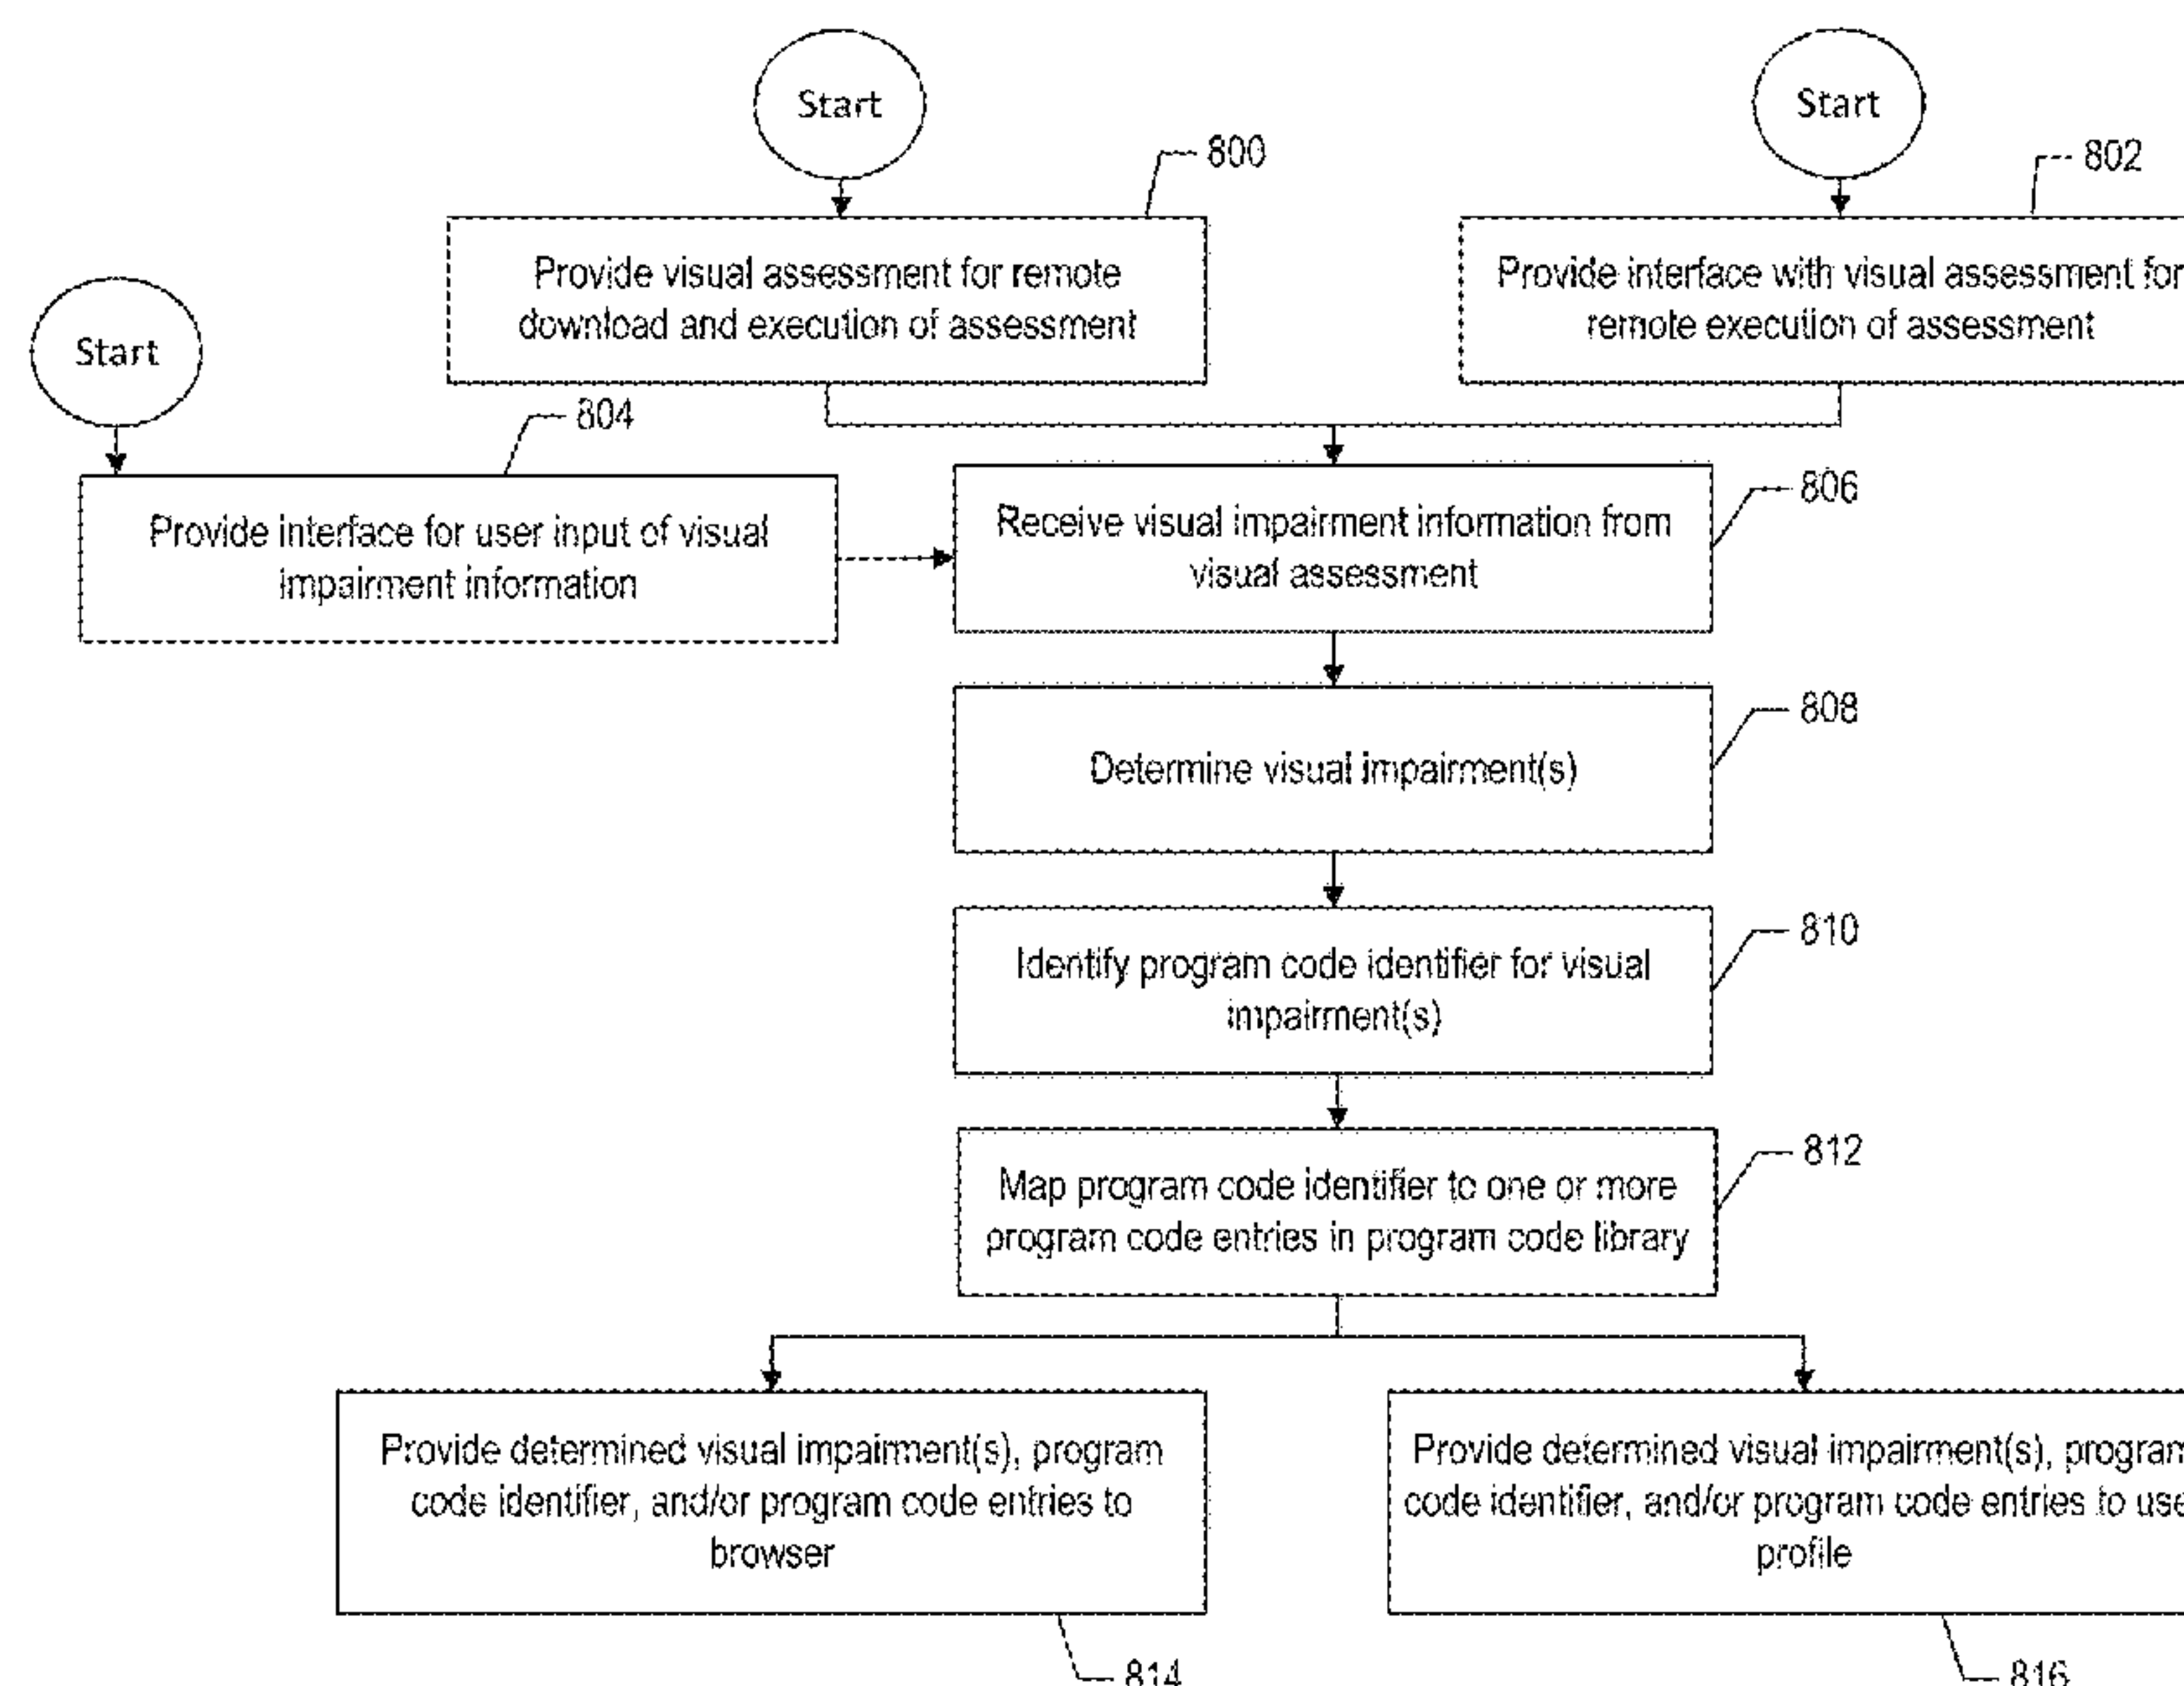 Start
Start
800
802
Provide visual assessment for remote
download and execution of assessment
Provide interface with visual assessment for
remote execution of assessment
Start
804
Provide interface for user input of visual
impairment information
Receive visual impairment information from
visual assessment
806
Determine visual impairment(s)
808
Identify program code identifier for visual
impairment(s)
810
Map program code identifier to one or more
program code entries in program code library
812
Provide determined visual impairment(s), program
code identifier, and/or program code entries to
browser
Provide determined visual impairment(s), program
code identifier, and/or program code entries to use
profile
814
816